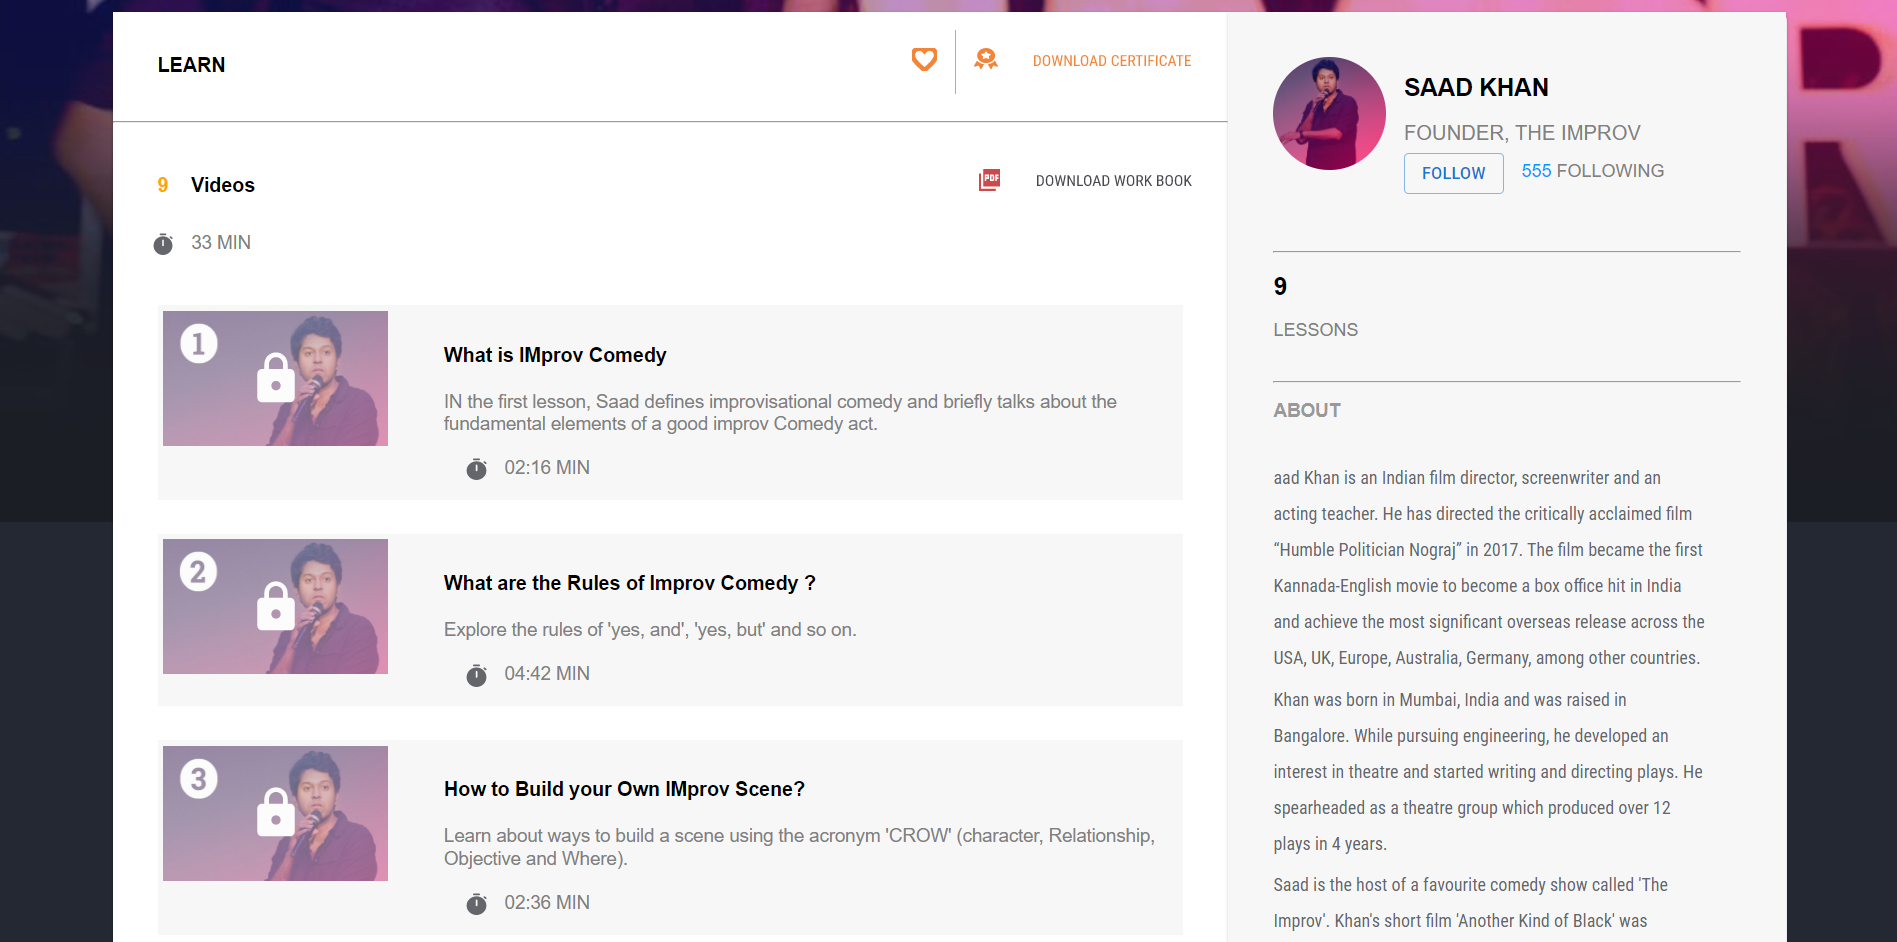 LEARN
DOWNLOAD CERTIFICATE
9 Videos
PDF
DOWNLOAD WORK BOOK
33 MIN
1
What is IMprov Comedy
IN the first lesson, Saad defines improvisational comedy and briefly talks about the
fundamental elements of a good improv Comedy act.
02:16 MIN
2
What are the Rules of Improv Comedy ?
Explore the rules of 'yes, and', 'yes, but' and so on.
04:42 MIN
3
How to Build your Own IMprov Scene?
Learn about ways to build a scene using the acronym 'CROW' (character, Relationship,
Objective and Where).
02:36 MIN
SAAD KHAN
FOUNDER, THE IMPROV
FOLLOW
555 FOLLOWING
9
LESSONS
ABOUT
aad Khan is an Indian film director, screenwriter and an
acting teacher. He has directed the critically acclaimed film
“Humble Politician Nograj” in 2017. The film became the first
Kannada-English movie to become a box office hit in India
and achieve the most significant overseas release across the
USA, UK, Europe, Australia, Germany, among other countries.
Khan was born in Mumbai, India and was raised in
Bangalore. While pursuing engineering, he developed an
interest in theatre and started writing and directing plays. He
spearheaded as a theatre group which produced over 12
plays in 4 years.
Saad is the host of a favourite comedy show called 'The
Improv'. Khan's short film 'Another Kind of Black' was